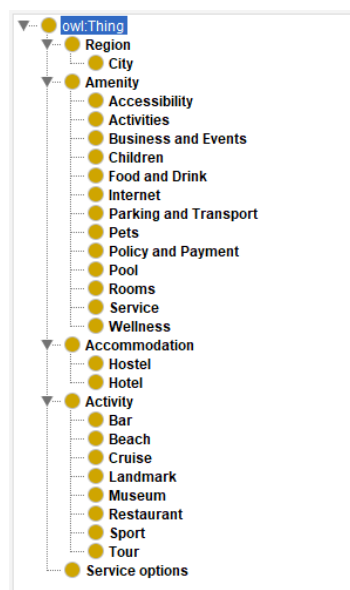 owl:Thing
Region
City
Amenity
Accessibility
Activities
Business and Events
Children
Food and Drink
Internet
Parking and Transport
Pets
Policy and Payment
Pool
Rooms
Service
Wellness
Accommodation
Hostel
Hotel
Activity
Bar
Beach
Cruise
Landmark
Museum
Restaurant
Sport
Tour
Service options